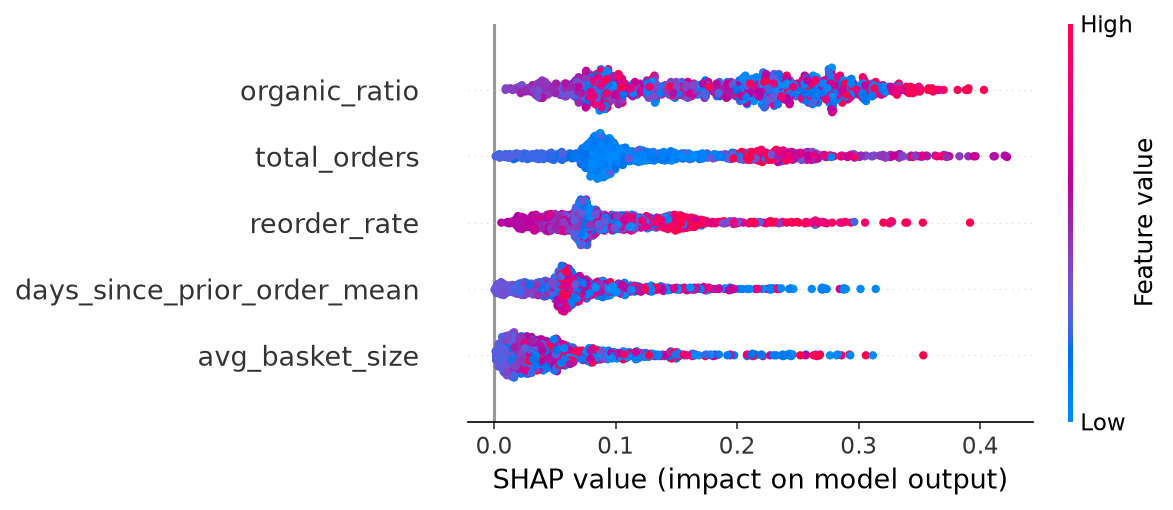 High
organic_ratio
total_orders
reorder_rate
days_since_prior_order_mean
avg_basket_size
Feature value
Low
0.0 0.1 0.2 0.3 0.4
SHAP value (impact on model output)